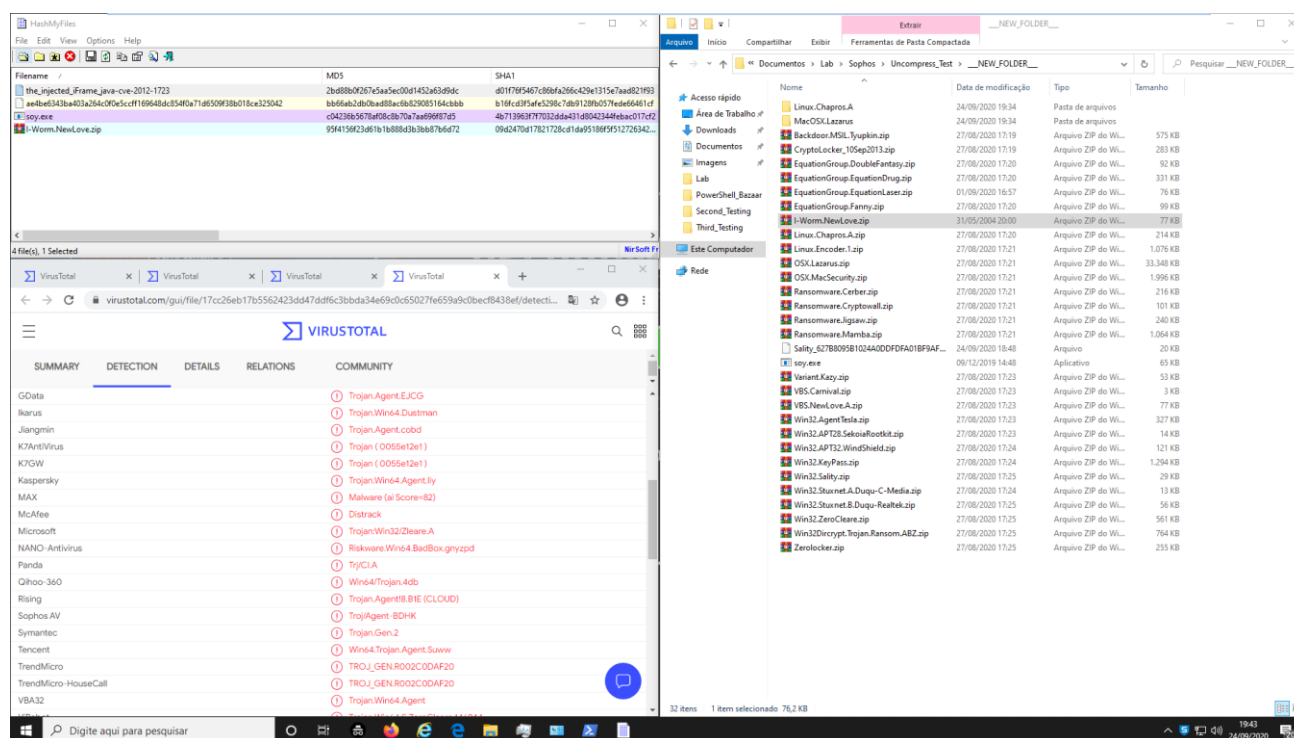 HashMyFiles
File Edit View Options Help
Filename / MD5 SHA1
the_injected_iFrame_java-cve-2012-1723 2bd88b0f267e5aa5ec00d1452a63d9dc d01f76f5467c86bfa266c429e1315e7aad821f93
ae4be6343ba403a264c0f0e5ccff169648dc854f0a71d6509f38b018ce325042 bb66ab2db0bad88ac6b829085164cbbb b16fcd3f5afe5298c7db9128fb057fede66461cf
soy.exe c04236b5678af08c8b70a7aa696f87d5 4b713963f7f7032dda431d8042344febac017cf2
I-Worm.NewLove.zip 95f4156f23d61b1b888d3b3bb87b6d72 09d2470d17821728cd1da95186f5f512726342...
4 file(s), 1 Selected NirSoft Fr
VirusTotal VirusTotal VirusTotal VirusTotal
virustotal.com/gui/file/17cc26eb17b5562423dd47ddf6c3bbda34e69c0c65027fe659a9c0becf8438ef/detecti...
VIRUSTOTAL
SUMMARY DETECTION DETAILS RELATIONS COMMUNITY
GData Trojan.Agent.EJCG
Ikarus Trojan.Win64.Dustman
Jiangmin Trojan.Agent.cobd
K7AntiVirus Trojan ( 0055e12e1 )
K7GW Trojan ( 0055e12e1 )
Kaspersky Trojan.Win64.Agent.liy
MAX Malware (ai Score=82)
McAfee Distrack
Microsoft Trojan:Win32/Zleare.A
NANO-Antivirus Riskware.Win64.BadBox.gnyzpd
Panda Trj/CI.A
Qihoo-360 Win64/Trojan.4db
Rising Trojan.Agent!8.B1E (CLOUD)
Sophos AV Troj/Agent-BDHK
Symantec Trojan.Gen.2
Tencent Win64.Trojan.Agent.Suww
TrendMicro TROJ_GEN.R002C0DAF20
TrendMicro-HouseCall TROJ_GEN.R002C0DAF20
VBA32 Trojan.Win64.Agent
Extrair __NEW_FOLDER__
Arquivo Início Compartilhar Exibir Ferramentas de Pasta Compactada
« Documentos > Lab > Sophos > Uncompress_Test > __NEW_FOLDER__ Pesquisar __NEW_FOLDER__
Acesso rápido
Área de Trabalho
Downloads
Documentos
Imagens
Lab
PowerShell_Bazaar
Second_Testing
Third_Testing
Este Computador
Rede
Nome Data de modificação Tipo Tamanho
Linux.Chapros.A 24/09/2020 19:34 Pasta de arquivos
MacOSX.Lazarus 24/09/2020 19:34 Pasta de arquivos
Backdoor.MSIL.Tyupkin.zip 27/08/2020 17:19 Arquivo ZIP do Wi... 575 KB
CryptoLocker_10Sep2013.zip 27/08/2020 17:19 Arquivo ZIP do Wi... 283 KB
EquationGroup.DoubleFantasy.zip 27/08/2020 17:20 Arquivo ZIP do Wi... 92 KB
EquationGroup.EquationDrug.zip 27/08/2020 17:20 Arquivo ZIP do Wi... 331 KB
EquationGroup.EquationLaser.zip 01/09/2020 16:57 Arquivo ZIP do Wi... 76 KB
EquationGroup.Fanny.zip 27/08/2020 17:20 Arquivo ZIP do Wi... 99 KB
I-Worm.NewLove.zip 31/05/2004 20:00 Arquivo ZIP do Wi... 77 KB
Linux.Chapros.A.zip 27/08/2020 17:20 Arquivo ZIP do Wi... 214 KB
Linux.Encoder.1.zip 27/08/2020 17:21 Arquivo ZIP do Wi... 1.076 KB
OSX.Lazarus.zip 27/08/2020 17:21 Arquivo ZIP do Wi... 33.348 KB
OSX.MacSecurity.zip 27/08/2020 17:21 Arquivo ZIP do Wi... 1.996 KB
Ransomware.Cerber.zip 27/08/2020 17:21 Arquivo ZIP do Wi... 216 KB
Ransomware.Cryptowall.zip 27/08/2020 17:21 Arquivo ZIP do Wi... 101 KB
Ransomware.Jigsaw.zip 27/08/2020 17:21 Arquivo ZIP do Wi... 240 KB
Ransomware.Mamba.zip 27/08/2020 17:21 Arquivo ZIP do Wi... 1.064 KB
Sality_627B8095B1024A0DDFDFA01BF9AF... 24/09/2020 18:48 Arquivo 20 KB
soy.exe 09/12/2019 14:48 Aplicativo 65 KB
Variant.Kazy.zip 27/08/2020 17:23 Arquivo ZIP do Wi... 53 KB
VBS.Carnival.zip 27/08/2020 17:23 Arquivo ZIP do Wi... 3 KB
VBS.NewLove.A.zip 27/08/2020 17:23 Arquivo ZIP do Wi... 77 KB
Win32.AgentTesla.zip 27/08/2020 17:23 Arquivo ZIP do Wi... 327 KB
Win32.APT28.SekoiaRootkit.zip 27/08/2020 17:23 Arquivo ZIP do Wi... 14 KB
Win32.APT32.WindShield.zip 27/08/2020 17:24 Arquivo ZIP do Wi... 121 KB
Win32.KeyPass.zip 27/08/2020 17:24 Arquivo ZIP do Wi... 1.294 KB
Win32.Sality.zip 27/08/2020 17:25 Arquivo ZIP do Wi... 29 KB
Win32.Stuxnet.A.Duqu-C-Media.zip 27/08/2020 17:24 Arquivo ZIP do Wi... 13 KB
Win32.Stuxnet.B.Duqu-Realtek.zip 27/08/2020 17:25 Arquivo ZIP do Wi... 56 KB
Win32.ZeroCleare.zip 27/08/2020 17:25 Arquivo ZIP do Wi... 561 KB
Win32Dircrypt.Trojan.Ransom.ABZ.zip 27/08/2020 17:25 Arquivo ZIP do Wi... 764 KB
Zerolocker.zip 27/08/2020 17:25 Arquivo ZIP do Wi... 255 KB
32 itens 1 item selecionado 76,2 KB
Digite aqui para pesquisar
19:43
24/09/2020